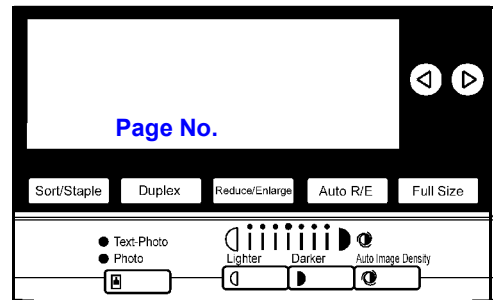 Page No.
Sort/Staple Duplex Reduce/Enlarge Auto R/E Full Size
Text-Photo
Photo
Lighter Darker Auto Image Density